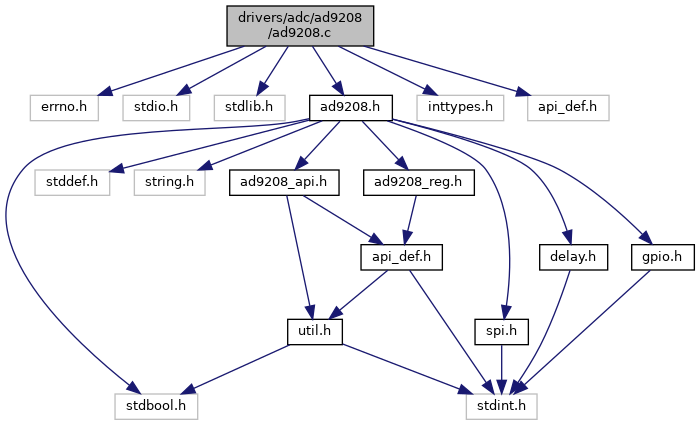 drivers/adc/ad9208
/ad9208.c
errno.h
stdio.h
stdlib.h
ad9208.h
inttypes.h
api_def.h
stddef.h
string.h
ad9208_api.h
ad9208_reg.h
api_def.h
delay.h
gpio.h
util.h
spi.h
stdbool.h
stdint.h